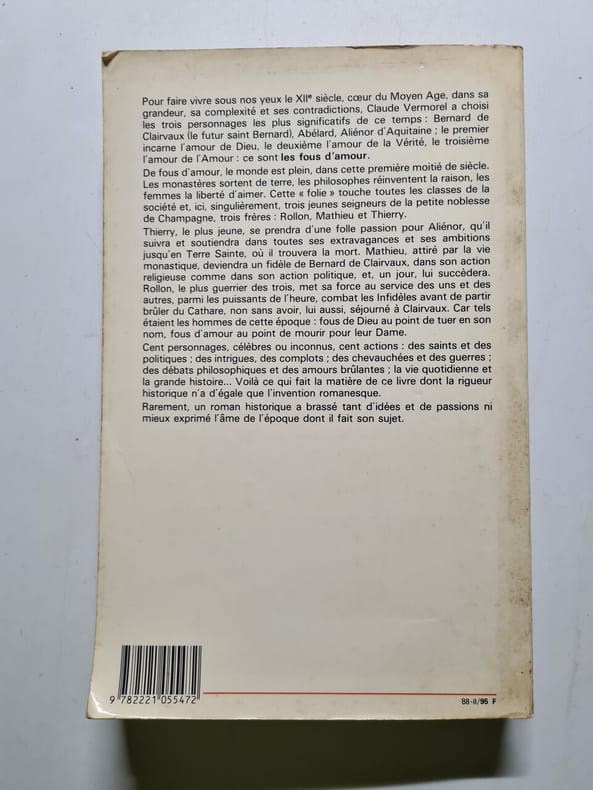 Pour faire vivre sous nos yeux le XIIe siècle, cœur du Moyen Age, dans sa
grandeur, sa complexité et ses contradictions, Claude Vermorel a choisi
les trois personnages les plus significatifs de ce temps : Bernard de
Clairvaux (le futur saint Bernard), Abélard, Aliénor d'Aquitaine ; le premier
incarne l'amour de Dieu, le deuxième l'amour de la Vérité, le troisième
l'amour de l'Amour : ce sont les fous d'amour.
De fous d'amour, le monde est plein, dans cette première moitié de siècle.
Les monastères sortent de terre, les philosophes réinventent la raison, les
femmes la liberté d'aimer. Cette « folie » touche toutes les classes de la
société et, ici, singulièrement, trois jeunes seigneurs de la petite noblesse
de Champagne, trois frères : Rollon, Mathieu et Thierry.
Thierry, le plus jeune, se prendra d'une folle passion pour Aliénor, qu'il
suivra et soutiendra dans toutes ses extravagances et ses ambitions
jusqu'en Terre Sainte, où il trouvera la mort. Mathieu, attiré par la vie
monastique, deviendra un fidèle de Bernard de Clairvaux, dans son action
religieuse comme dans son action politique, et, un jour, lui succèdera.
Rollon, le plus guerrier des trois, met sa force au service des uns et des
autres, parmi les puissants de l'heure, combat les Infidèles avant de partir
brûler du Cathare, non sans avoir, lui aussi, séjourné à Clairvaux. Car tels
étaient les hommes de cette époque : fous de Dieu au point de tuer en son
nom, fous d'amour au point de mourir pour leur Dame.
Cent personnages, célèbres ou inconnus, cent actions : des saints et des
politiques ; des intrigues, des complots ; des chevauchées et des guerres ;
des débats philosophiques et des amours brûlantes ; la vie quotidienne et
la grande histoire... Voilà ce qui fait la matière de ce livre dont la rigueur
historique n'a d'égale que l'invention romanesque.
Rarement, un roman historique a brassé tant d'idées et de passions ni
mieux exprimé l'âme de l'époque dont il fait son sujet.
9 782221 055472
88-II/95 F